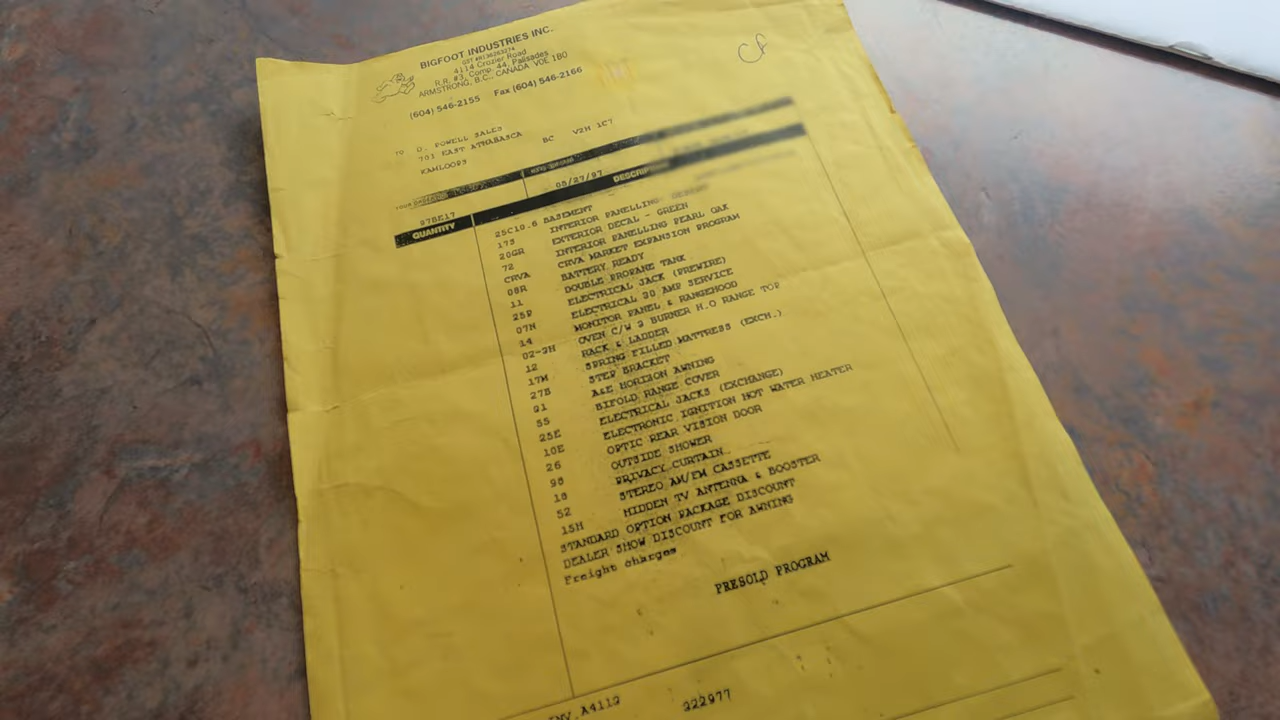 BIGFOOT INDUSTRIES INC.
4114 Crozier Road
R.R. #3, Comp. 44, Palisades
ARMSTRONG, B.C., CANADA V0E 1B0
(604) 546-2155 Fax (604) 546-2166
CF
TO O. POWELL SALES
701 EAST ATHABASCA
KAMLOOPS BC V2H 1C7
05/27/97
97BE17
QUANTITY
25C10.6 BASEMENT
17S INTERIOR PANELLING
20GR EXTERIOR DECAL - GREEN
72 INTERIOR PANELLING PEARL OAK
CRVA CRVA MARKET EXPANSION PROGRAM
08R BATTERY READY
11 DOUBLE PROPANE TANK
25P ELECTRICAL JACK (PREWIRE)
07N ELECTRICAL 30 AMP SERVICE
14 MONITOR PANEL & RANGEHOOD
02-3H OVEN C/W 3 BURNER H.O RANGE TOP
12 RACK & LADDER
17M SPRING FILLED MATTRESS (EXCH.)
27B STEP BRACKET
91 A&E HORIZON AWNING
55 BIFOLD RANGE COVER
25E ELECTRICAL JACKS (EXCHANGE)
10E ELECTRONIC IGNITION HOT WATER HEATER
26 OPTIC REAR VISION DOOR
98 OUTSIDE SHOWER
18 PRIVACY CURTAIN
52 STEREO AM/FM CASSETTE
15H HIDDEN TV ANTENNA & BOOSTER
STANDARD OPTION PACKAGE DISCOUNT
DEALER SHOW DISCOUNT FOR AWNING
Freight charges
PRESOLD PROGRAM
INV. A4112 222977